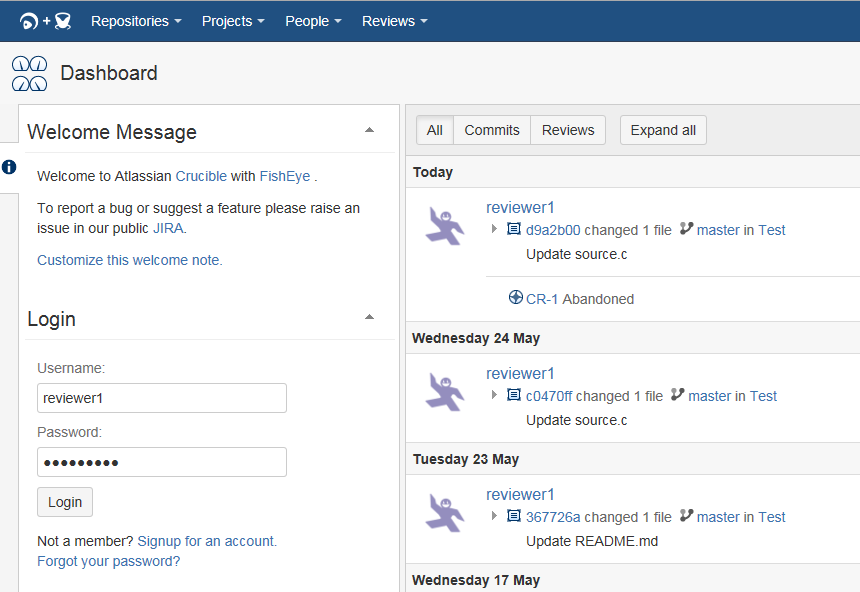 + Repositories Projects People Reviews
Dashboard
Welcome Message
Welcome to Atlassian Crucible with FishEye .
To report a bug or suggest a feature please raise an
issue in our public JIRA.
Customize this welcome note.
Login
Username:
reviewer1
Password:
●●●●●●●●●
Login
Not a member? Signup for an account.
Forgot your password?
All Commits Reviews Expand all
Today
reviewer1
d9a2b00 changed 1 file master in Test
Update source.c
CR-1 Abandoned
Wednesday 24 May
reviewer1
c0470ff changed 1 file master in Test
Update source.c
Tuesday 23 May
reviewer1
367726a changed 1 file master in Test
Update README.md
Wednesday 17 May